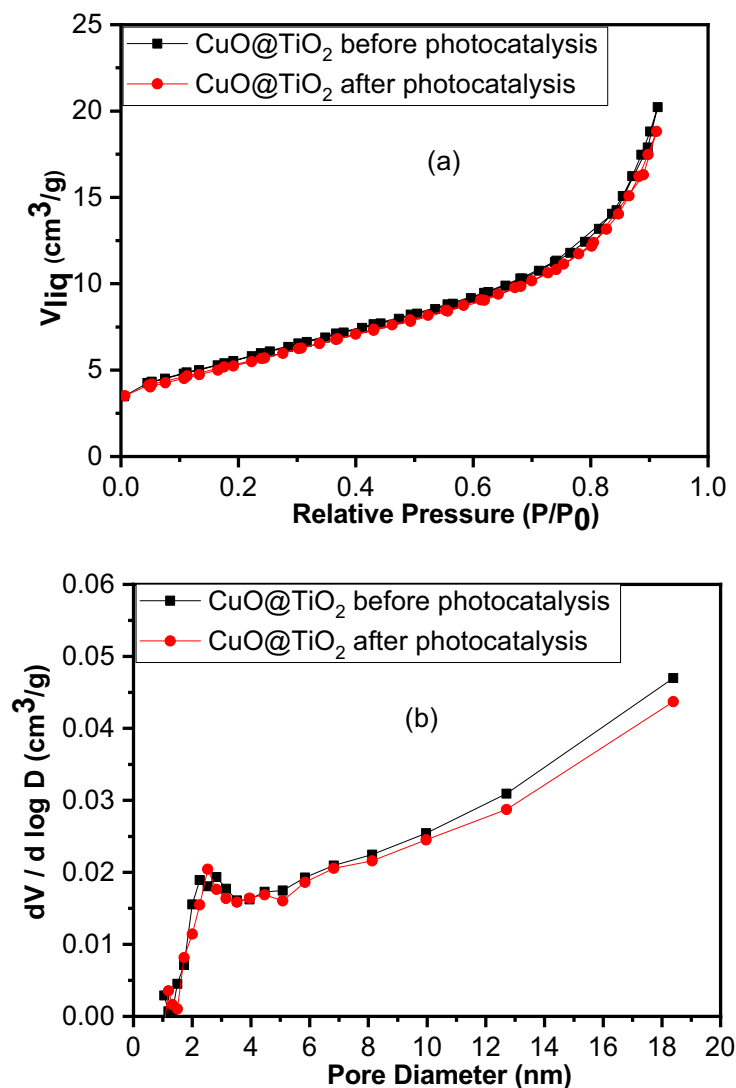 25
CuO@TiO2 before photocatalysis
CuO@TiO2 after photocatalysis
20
(a)
15
Vliq (cm3/g)
10
5
0
0.0 0.2 0.4 0.6 0.8 1.0
Relative Pressure (P/P0)
0.06
CuO@TiO2 before photocatalysis
CuO@TiO2 after photocatalysis
0.05
(b)
0.04
dV / d log D (cm3/g)
0.03
0.02
0.01
0.00
0 2 4 6 8 10 12 14 16 18 20
Pore Diameter (nm)